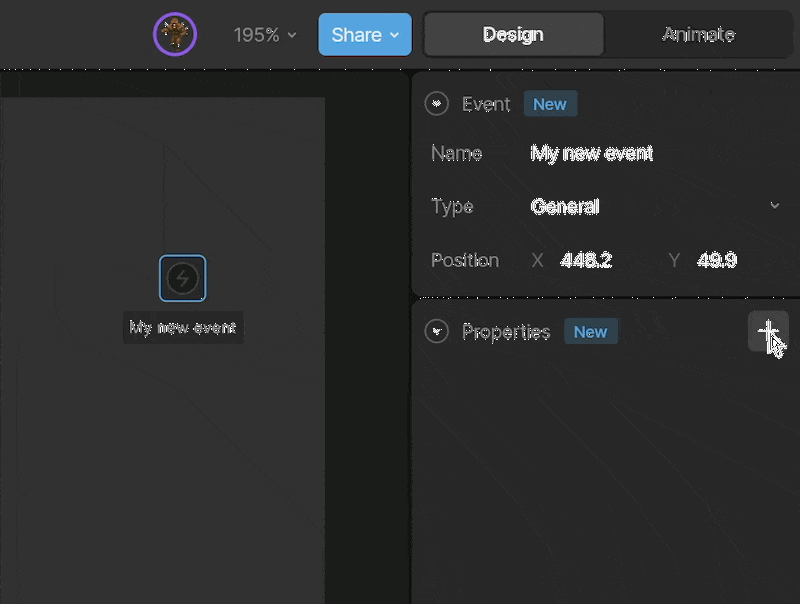 195% Share Design Animate
Event New
Name My new event
Type General
Position X 448.2 Y 49.9
My new event
Properties New